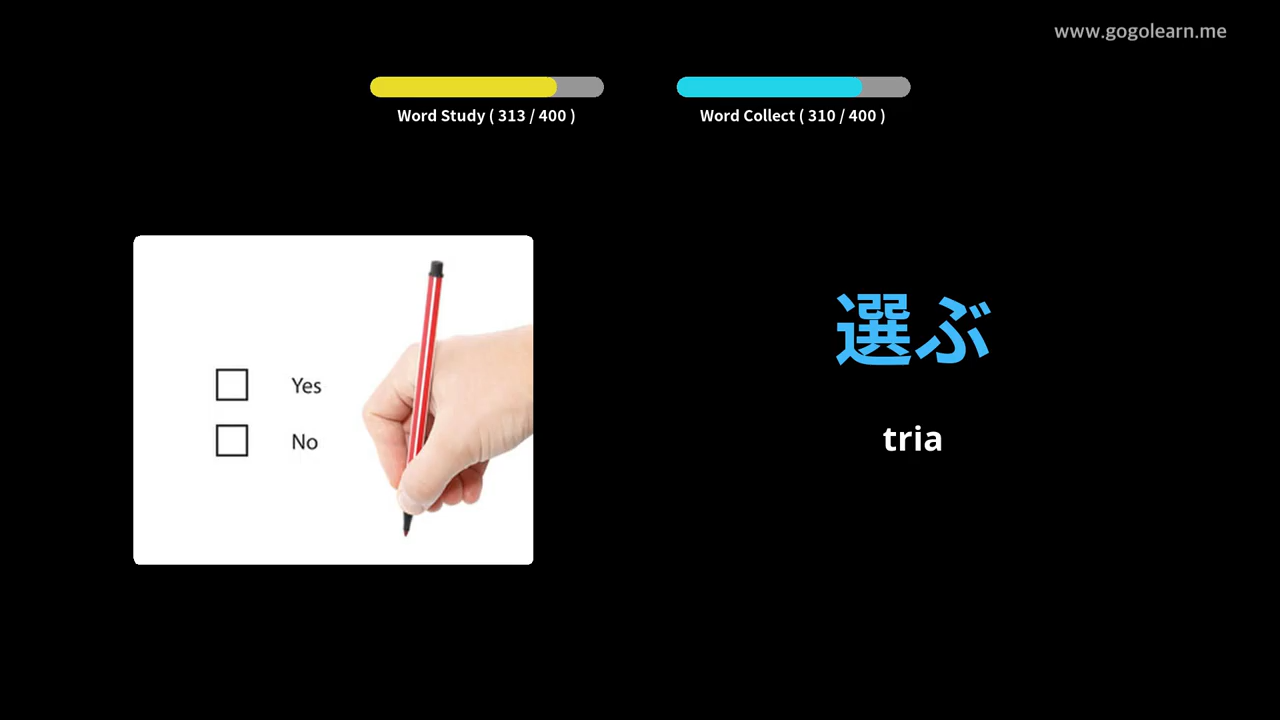 www.gogolearn.me
Word Study ( 313 / 400 )
Word Collect ( 310 / 400 )
Yes
No
選ぶ
tria